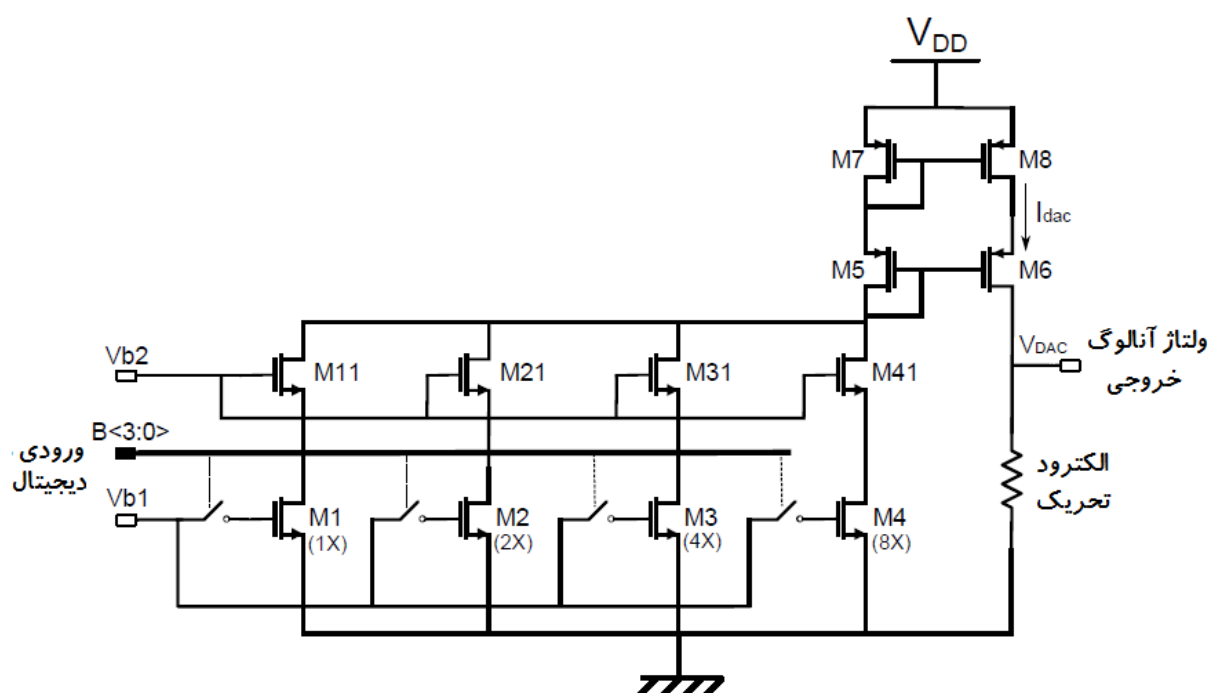 VDD
M7
M8
Idac
M5
M6
Vb2
M11
M21
M31
M41
VDAC
ولتاژ آنالوگ
خروجی
B<3:0>
ورودی
دیجیتال
Vb1
M1
(1X)
M2
(2X)
M3
(4X)
M4
(8X)
الکترود
تحریک